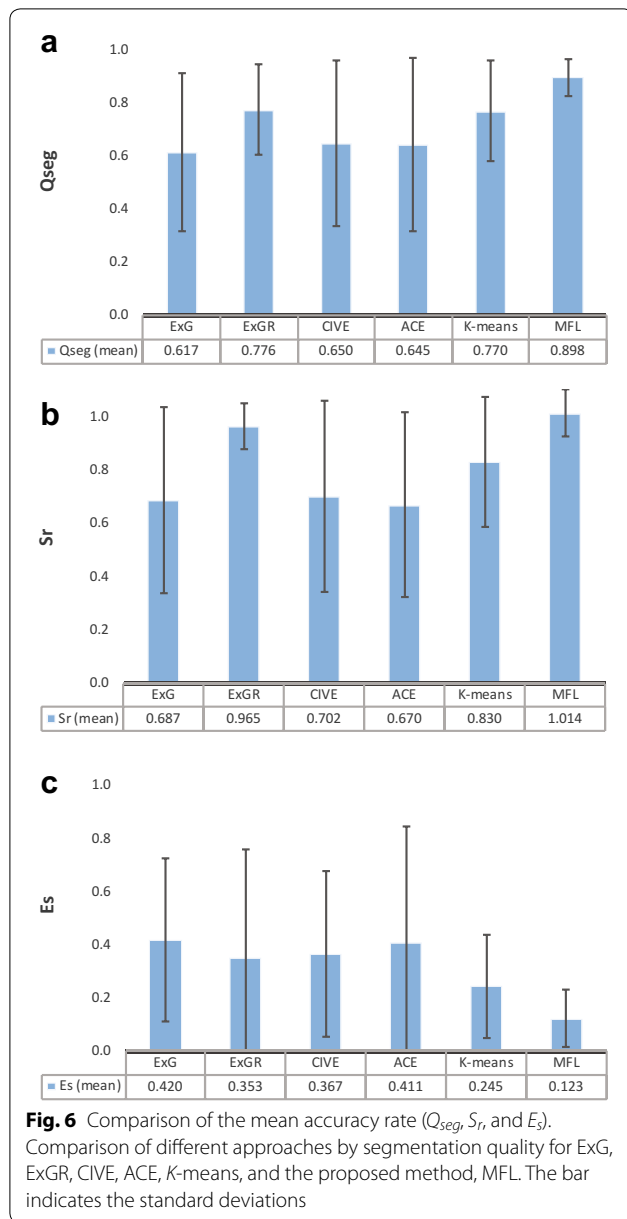 a
1.0
0.8
0.6
0.4
0.2
0.0
Qseg
ExG ExGR CIVE ACE K-means MFL
Qseg (mean) 0.617 0.776 0.650 0.645 0.770 0.898
b
1.0
0.8
0.6
0.4
0.2
0.0
Sr
ExG ExGR CIVE ACE K-means MFL
Sr (mean) 0.687 0.965 0.702 0.670 0.830 1.014
c
1.0
0.8
0.6
0.4
0.2
0.0
Es
ExG ExGR CIVE ACE K-means MFL
Es (mean) 0.420 0.353 0.367 0.411 0.245 0.123
Fig. 6 Comparison of the mean accuracy rate (Qseg, Sr, and Es).
Comparison of different approaches by segmentation quality for ExG,
ExGR, CIVE, ACE, K-means, and the proposed method, MFL. The bar
indicates the standard deviations